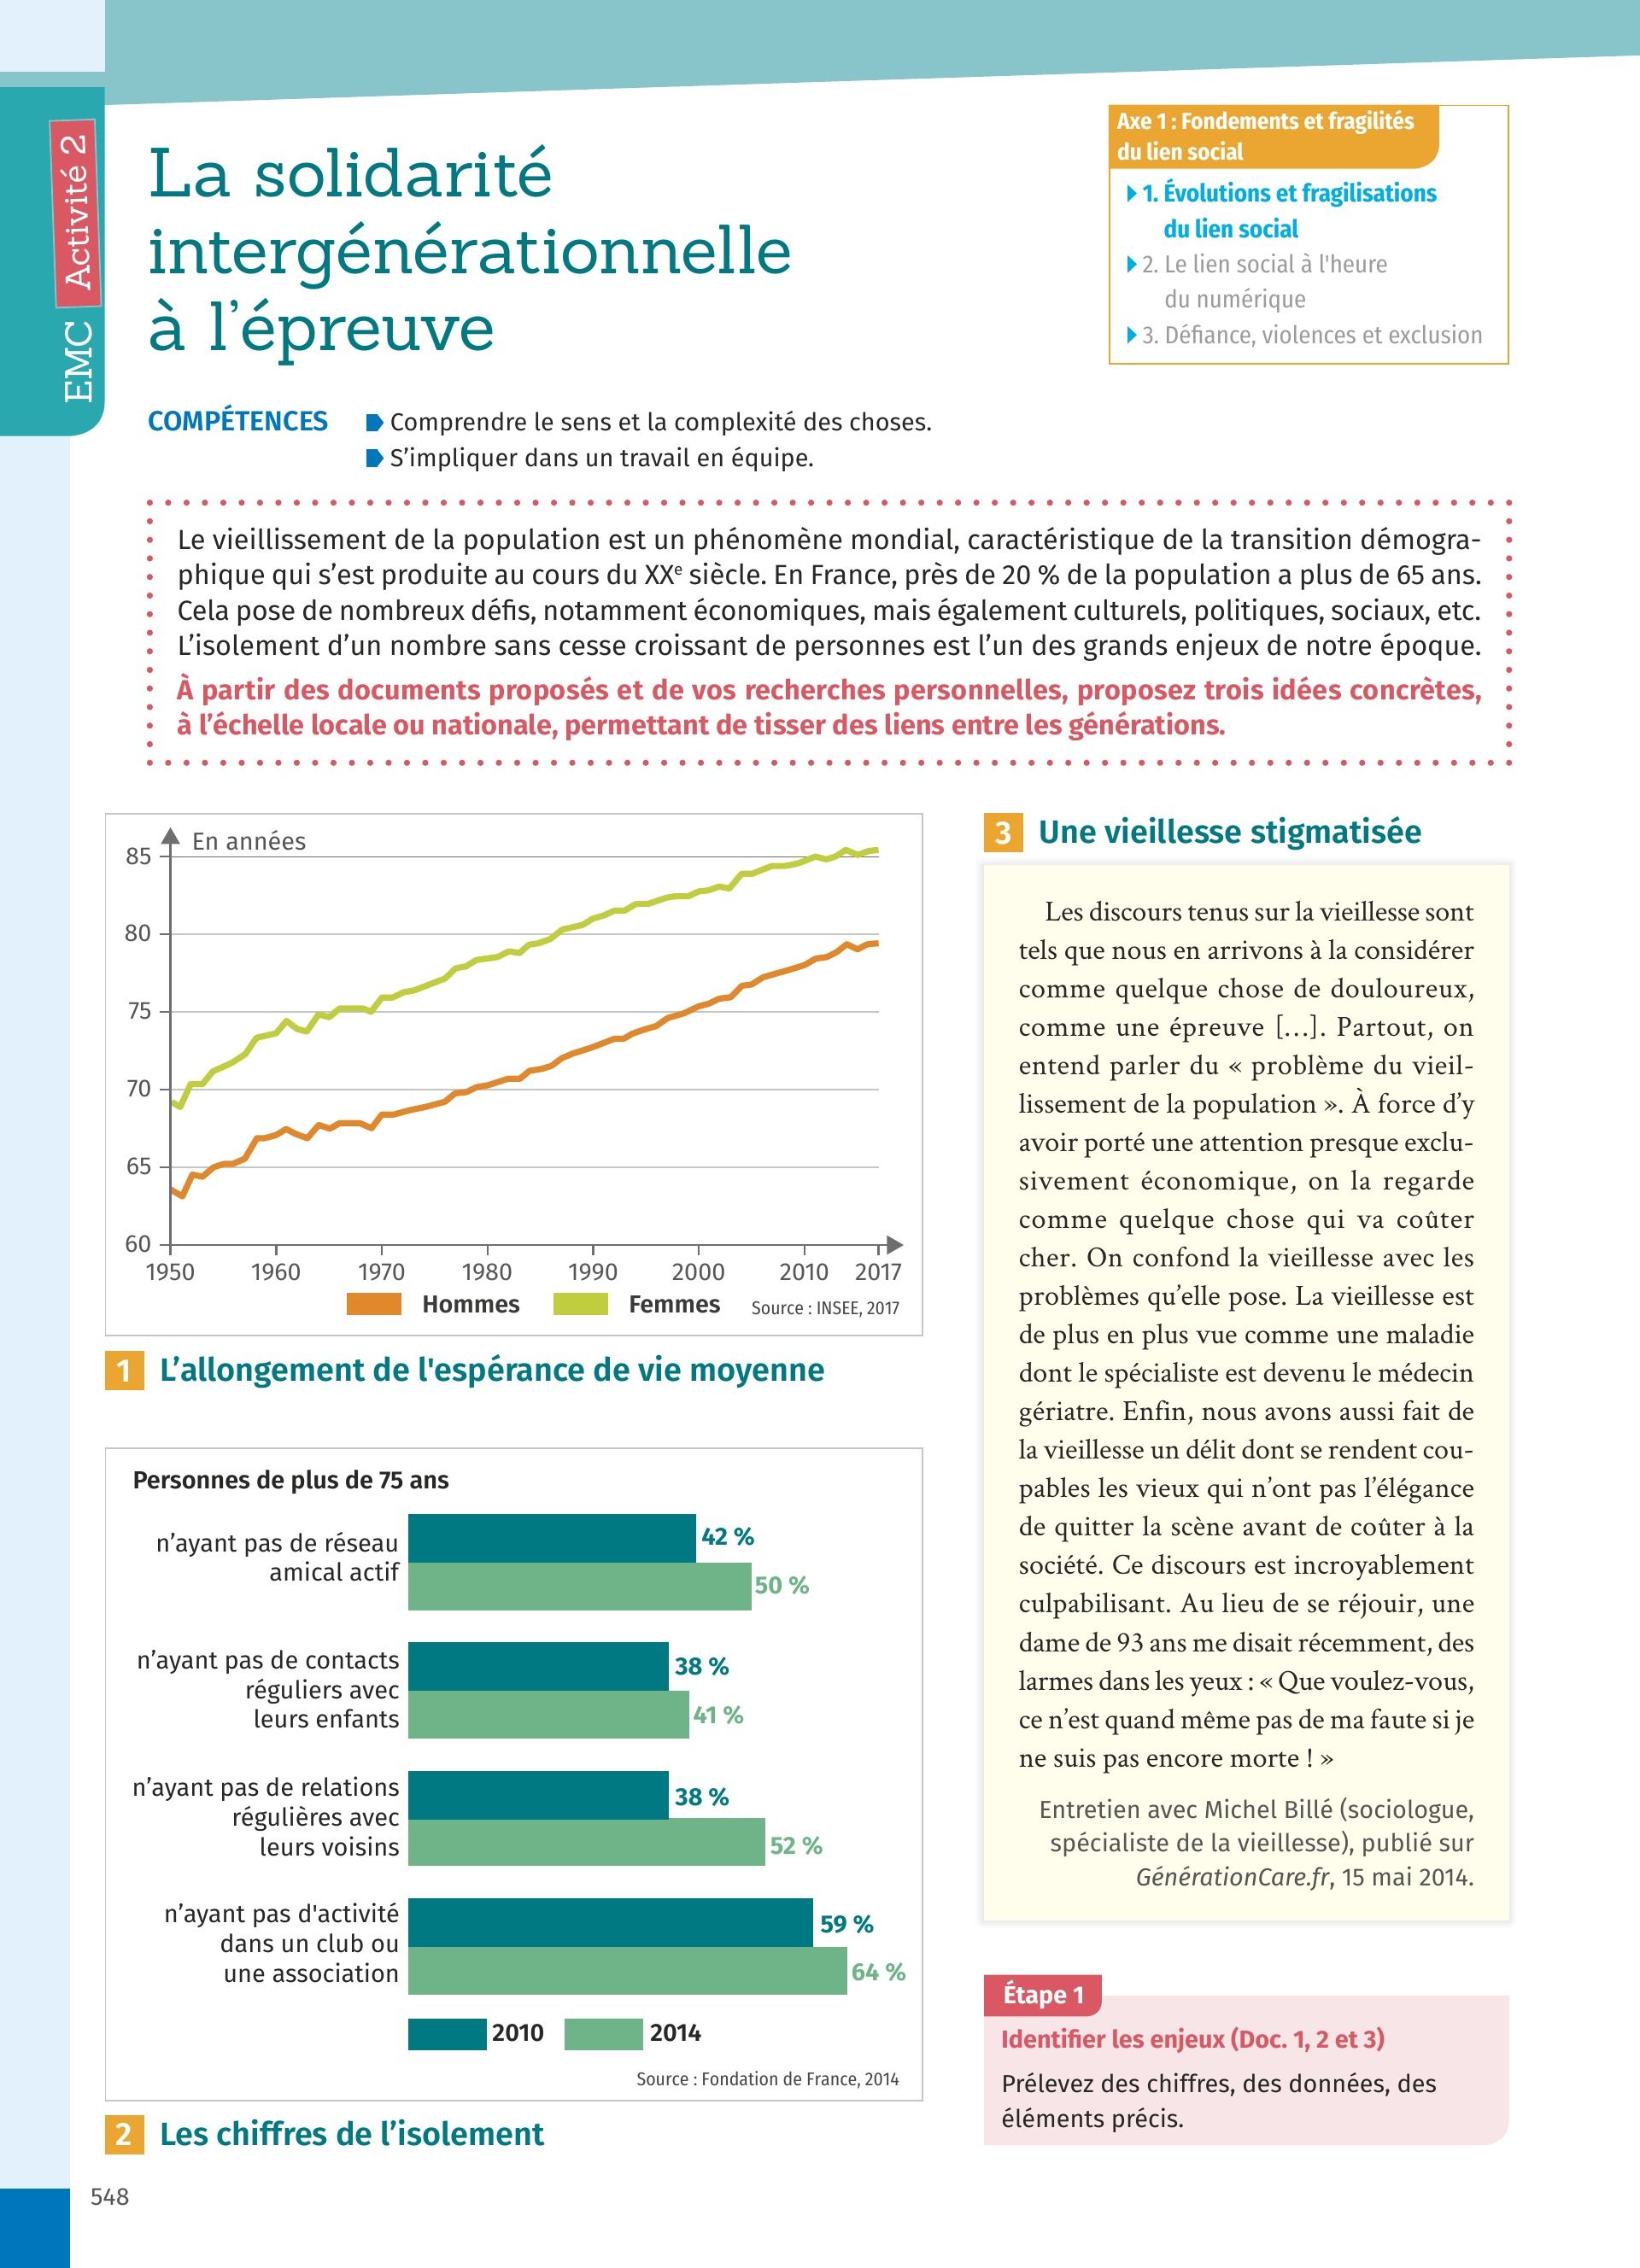 EMC Activité 2
La solidarité
intergénérationnelle
à l’épreuve
Axe 1 : Fondements et fragilités
du lien social
1. Évolutions et fragilisations
du lien social
2. Le lien social à l'heure
du numérique
3. Défiance, violences et exclusion
COMPÉTENCES
Comprendre le sens et la complexité des choses.
S’impliquer dans un travail en équipe.
Le vieillissement de la population est un phénomène mondial, caractéristique de la transition démogra-
phique qui s’est produite au cours du XXe siècle. En France, près de 20 % de la population a plus de 65 ans.
Cela pose de nombreux défis, notamment économiques, mais également culturels, politiques, sociaux, etc.
L’isolement d’un nombre sans cesse croissant de personnes est l’un des grands enjeux de notre époque.
À partir des documents proposés et de vos recherches personnelles, proposez trois idées concrètes,
à l’échelle locale ou nationale, permettant de tisser des liens entre les générations.
En années
85
80
75
70
65
60
1950 1960 1970 1980 1990 2000 2010 2017
Hommes Femmes Source : INSEE, 2017
1 L’allongement de l'espérance de vie moyenne
Personnes de plus de 75 ans
n’ayant pas de réseau
amical actif
42 %
50 %
n’ayant pas de contacts
réguliers avec
leurs enfants
38 %
41 %
n’ayant pas de relations
régulières avec
leurs voisins
38 %
52 %
n’ayant pas d'activité
dans un club ou
une association
59 %
64 %
2010 2014
Source : Fondation de France, 2014
2 Les chiffres de l’isolement
3 Une vieillesse stigmatisée
Les discours tenus sur la vieillesse sont
tels que nous en arrivons à la considérer
comme quelque chose de douloureux,
comme une épreuve […]. Partout, on
entend parler du « problème du vieil-
lissement de la population ». À force d’y
avoir porté une attention presque exclu-
sivement économique, on la regarde
comme quelque chose qui va coûter
cher. On confond la vieillesse avec les
problèmes qu’elle pose. La vieillesse est
de plus en plus vue comme une maladie
dont le spécialiste est devenu le médecin
gériatre. Enfin, nous avons aussi fait de
la vieillesse un délit dont se rendent cou-
pables les vieux qui n’ont pas l’élégance
de quitter la scène avant de coûter à la
société. Ce discours est incroyablement
culpabilisant. Au lieu de se réjouir, une
dame de 93 ans me disait récemment, des
larmes dans les yeux : « Que voulez-vous,
ce n’est quand même pas de ma faute si je
ne suis pas encore morte ! »
Entretien avec Michel Billé (sociologue,
spécialiste de la vieillesse), publié sur
GénérationCare.fr, 15 mai 2014.
Étape 1
Identifier les enjeux (Doc. 1, 2 et 3)
Prélevez des chiffres, des données, des
éléments précis.
548